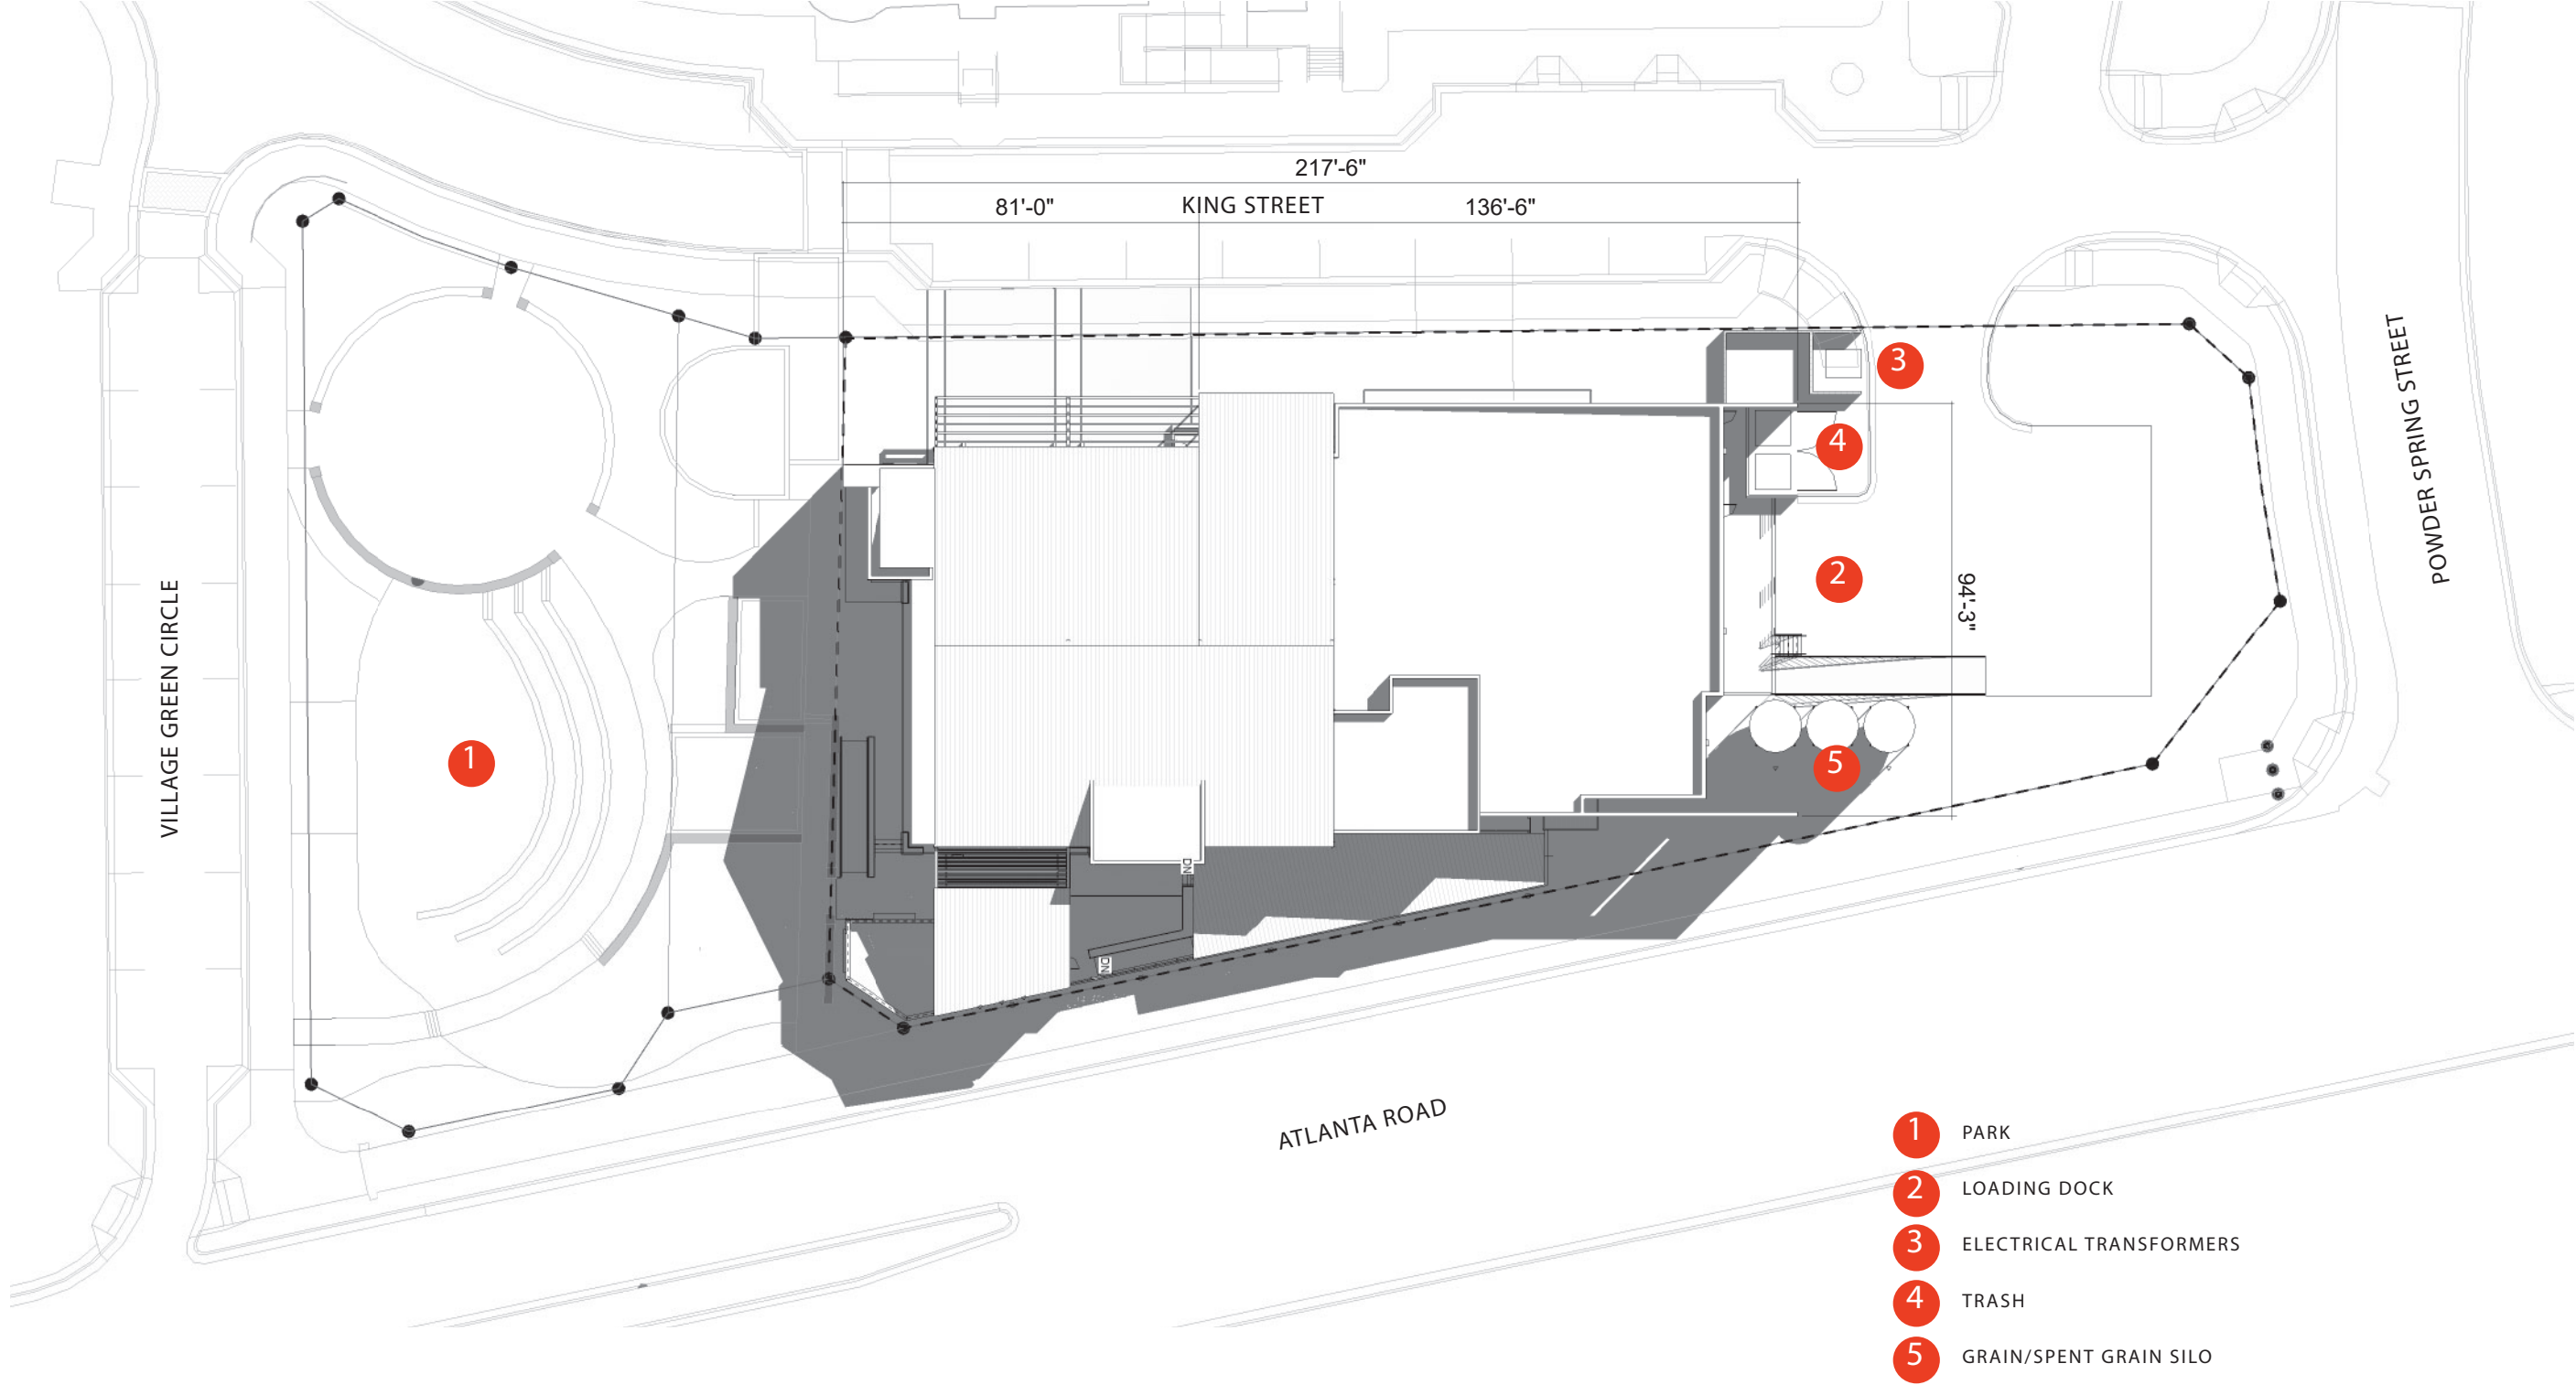 217'-6"
81'-0"
KING STREET
136'-6"
3
4
2
94'-3"
POWDER SPRING STREET
VILLAGE GREEN CIRCLE
1
5
DN
DN
ATLANTA ROAD
1 PARK
2 LOADING DOCK
3 ELECTRICAL TRANSFORMERS
4 TRASH
5 GRAIN/SPENT GRAIN SILO